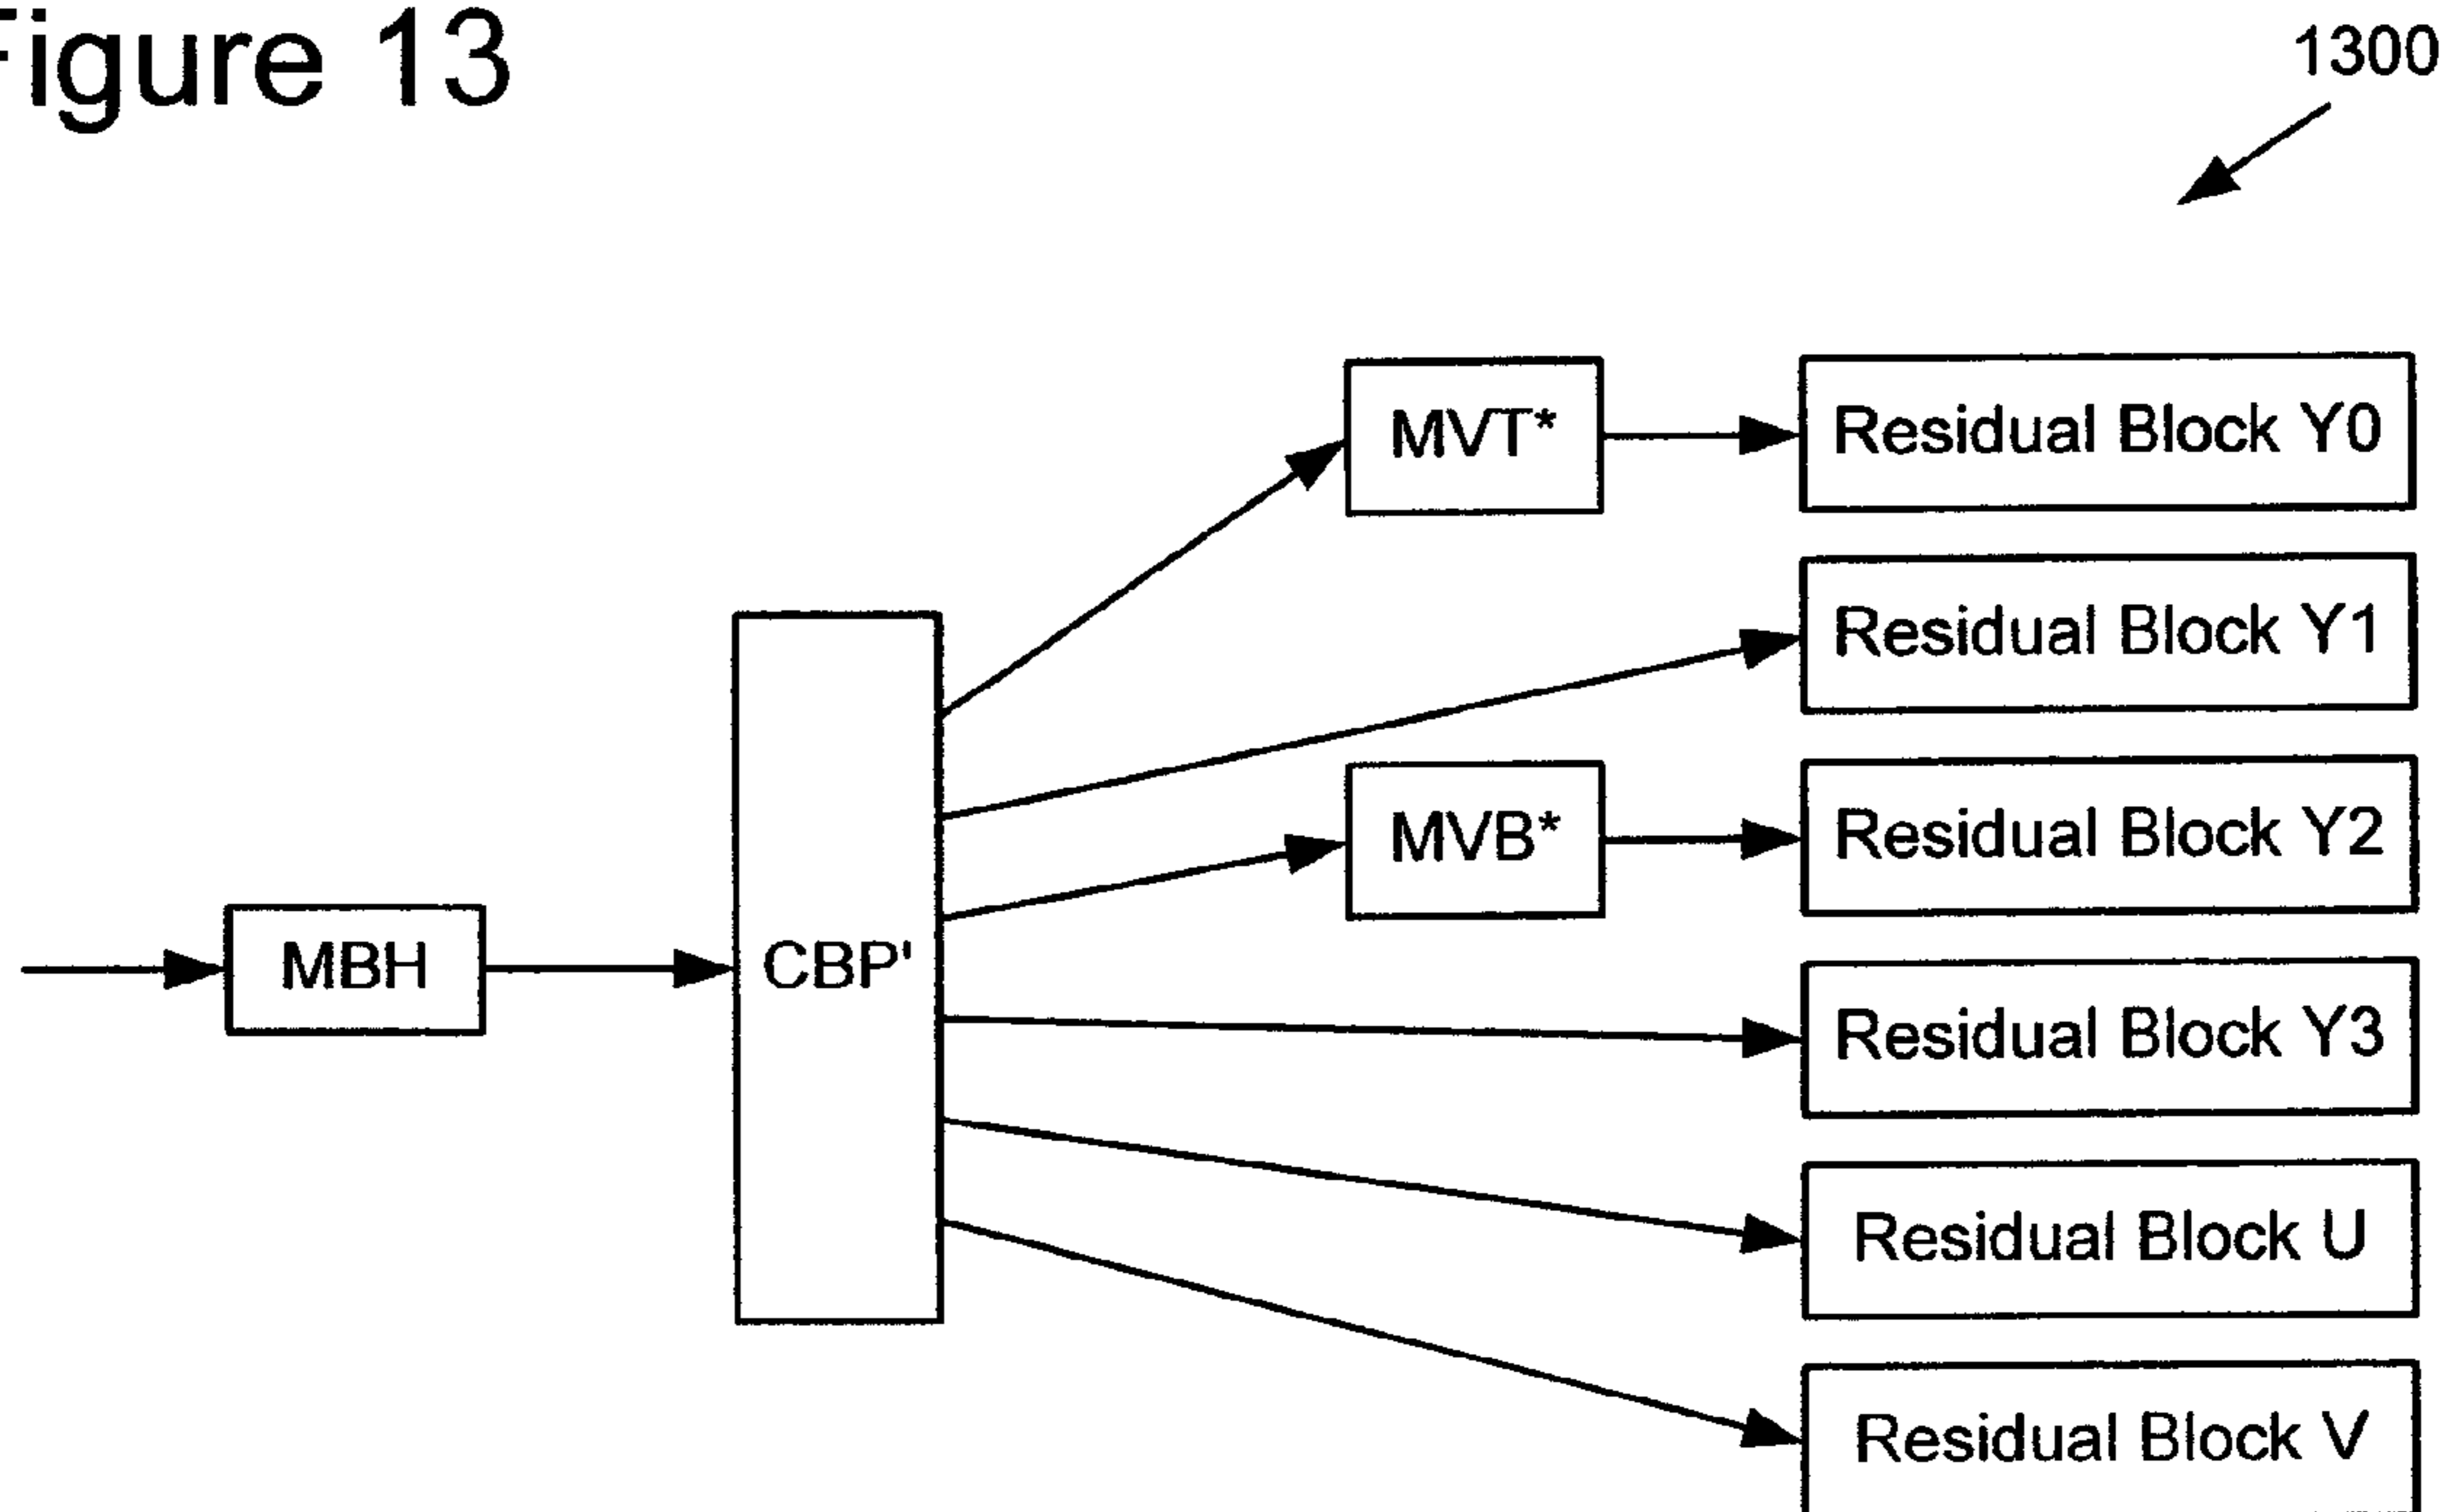 Figure 13
1300
MVT*
Residual Block Y0
Residual Block Y1
MVB*
Residual Block Y2
MBH
CBP'
Residual Block Y3
Residual Block U
Residual Block V